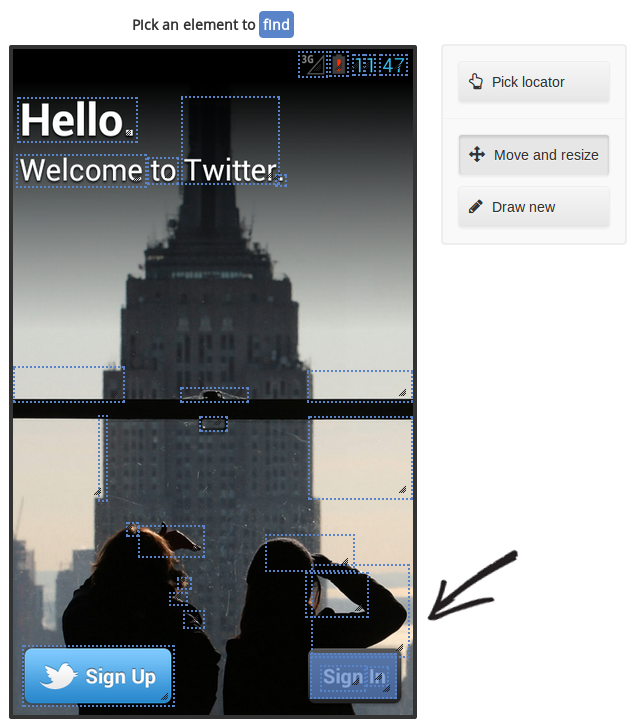 Pick an element to find
3G 11:47
Hello.
Welcome to Twitter.
Sign Up
Sign In
Pick locator
Move and resize
Draw new